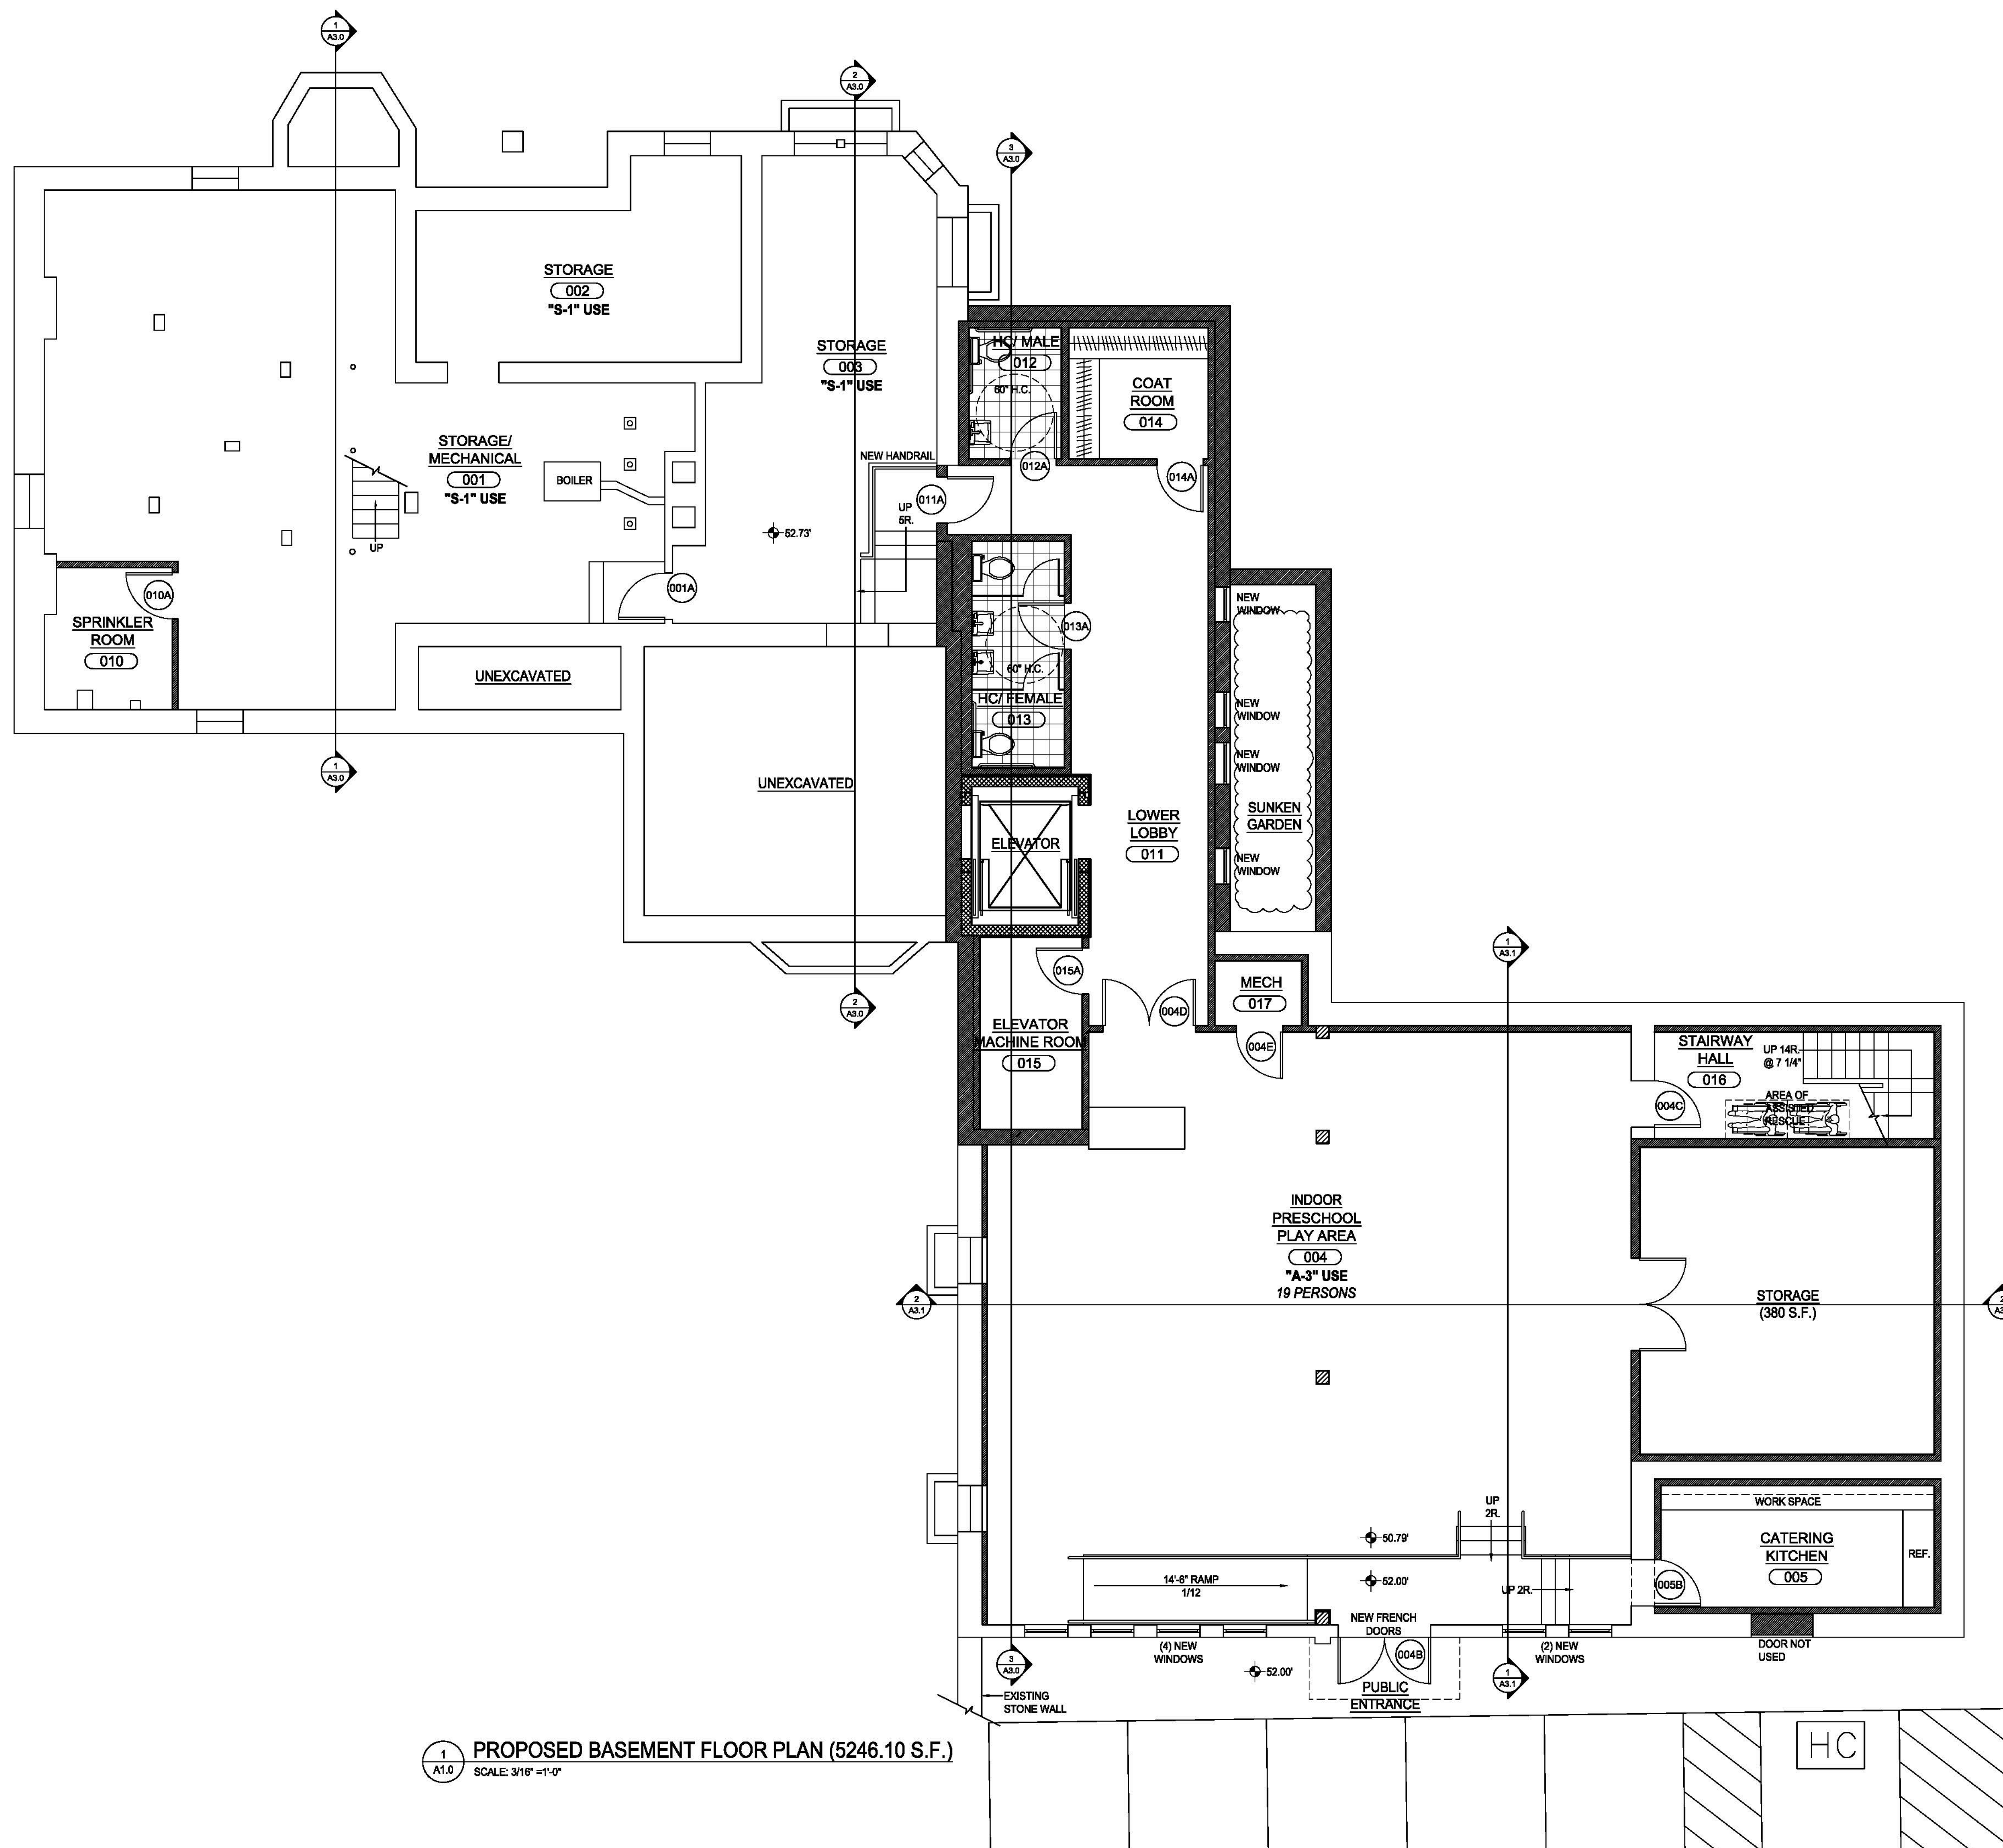 1
A3.0
2
A3.0
3
A3.0
STORAGE
002
"S-1" USE
STORAGE
003
"S-1" USE
HC/ MALE
012
60" H.C.
012A
COAT
ROOM
014
014A
STORAGE/
MECHANICAL
001
"S-1" USE
BOILER
UP
NEW HANDRAIL
UP
5R.
011A
52.73'
001A
010A
SPRINKLER
ROOM
010
UNEXCAVATED
UNEXCAVATED
1
A3.0
2
A3.0
013A
60" H.C.
HC/ FEMALE
013
NEW
WINDOW
NEW
WINDOW
NEW
WINDOW
NEW
WINDOW
SUNKEN
GARDEN
ELEVATOR
LOWER
LOBBY
011
015A
ELEVATOR
MACHINE ROOM
015
004D
MECH
017
004E
1
A3.1
STAIRWAY
HALL
016
UP 14R.
@ 7 1/4"
AREA OF
ASSISTED
RESCUE
004C
INDOOR
PRESCHOOL
PLAY AREA
004
"A-3" USE
19 PERSONS
2
A3.1
STORAGE
(380 S.F.)
UP
2R.
50.79'
52.00'
14'-6" RAMP
1/12
UP 2R.
WORK SPACE
CATERING
KITCHEN
005
REF.
005B
NEW FRENCH
DOORS
004B
(4) NEW
WINDOWS
(2) NEW
WINDOWS
DOOR NOT
USED
52.00'
PUBLIC
ENTRANCE
3
A3.0
1
A3.1
EXISTING
STONE WALL
HC
1
A1.0
PROPOSED BASEMENT FLOOR PLAN (5246.10 S.F.)
SCALE: 3/16" =1'-0"